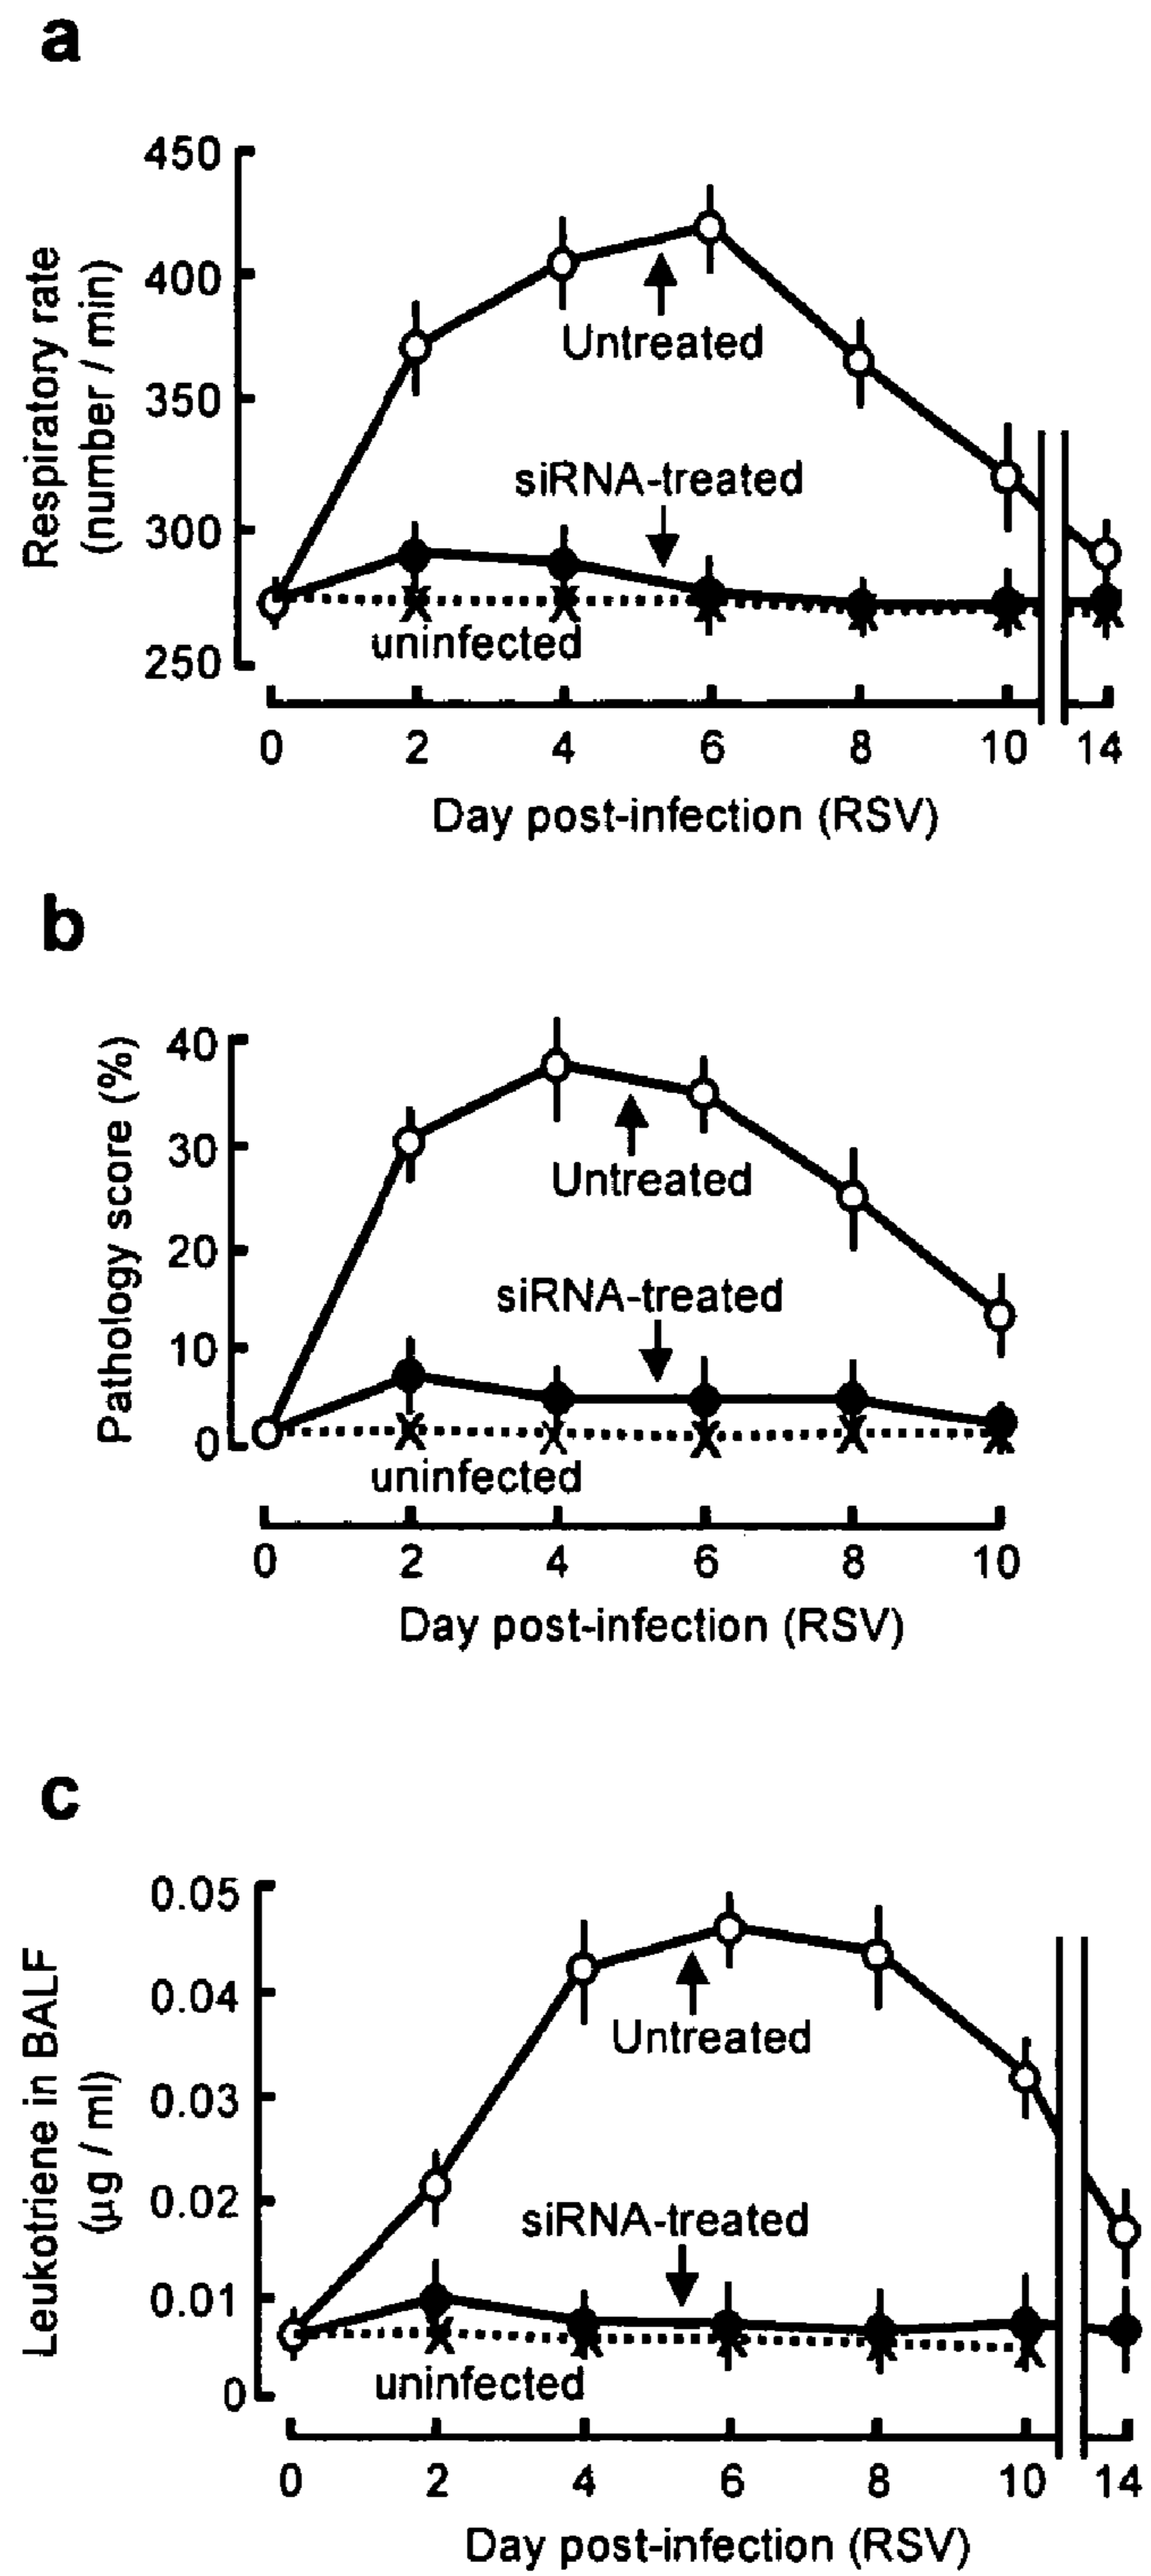 a
450
400
350
300
250
Respiratory rate
(number / min)
Untreated
siRNA-treated
uninfected
0 2 4 6 8 10 14
Day post-infection (RSV)
b
40
30
20
10
0
Pathology score (%)
Untreated
siRNA-treated
uninfected
0 2 4 6 8 10
Day post-infection (RSV)
c
0.05
0.04
0.03
0.02
0.01
0
Leukotriene in BALF
(μg / ml)
Untreated
siRNA-treated
uninfected
0 2 4 6 8 10 14
Day post-infection (RSV)